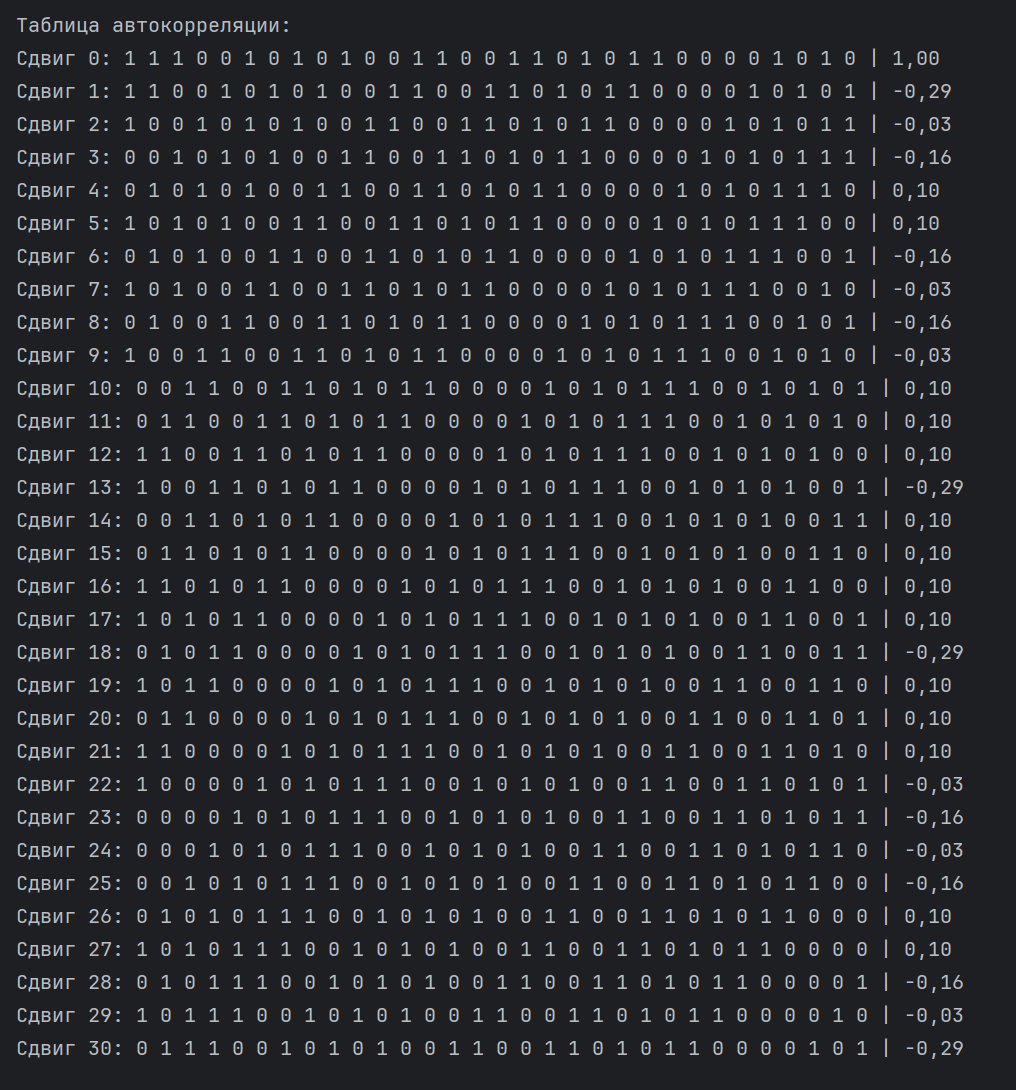 Таблица автокорреляции:
Сдвиг 0: 1 1 1 0 0 1 0 1 0 1 0 0 1 1 0 0 1 1 0 1 0 1 1 0 0 0 0 1 0 1 0 | 1,00
Сдвиг 1: 1 1 0 0 1 0 1 0 1 0 0 1 1 0 0 1 1 0 1 0 1 1 0 0 0 0 1 0 1 0 1 | -0,29
Сдвиг 2: 1 0 0 1 0 1 0 1 0 0 1 1 0 0 1 1 0 1 0 1 1 0 0 0 0 1 0 1 0 1 1 | -0,03
Сдвиг 3: 0 0 1 0 1 0 1 0 0 1 1 0 0 1 1 0 1 0 1 1 0 0 0 0 1 0 1 0 1 1 1 | -0,16
Сдвиг 4: 0 1 0 1 0 1 0 0 1 1 0 0 1 1 0 1 0 1 1 0 0 0 0 1 0 1 0 1 1 1 0 | 0,10
Сдвиг 5: 1 0 1 0 1 0 0 1 1 0 0 1 1 0 1 0 1 1 0 0 0 0 1 0 1 0 1 1 1 0 0 | 0,10
Сдвиг 6: 0 1 0 1 0 0 1 1 0 0 1 1 0 1 0 1 1 0 0 0 0 1 0 1 0 1 1 1 0 0 1 | -0,16
Сдвиг 7: 1 0 1 0 0 1 1 0 0 1 1 0 1 0 1 1 0 0 0 0 1 0 1 0 1 1 1 0 0 1 0 | -0,03
Сдвиг 8: 0 1 0 0 1 1 0 0 1 1 0 1 0 1 1 0 0 0 0 1 0 1 0 1 1 1 0 0 1 0 1 | -0,16
Сдвиг 9: 1 0 0 1 1 0 0 1 1 0 1 0 1 1 0 0 0 0 1 0 1 0 1 1 1 0 0 1 0 1 0 | -0,03
Сдвиг 10: 0 0 1 1 0 0 1 1 0 1 0 1 1 0 0 0 0 1 0 1 0 1 1 1 0 0 1 0 1 0 1 | 0,10
Сдвиг 11: 0 1 1 0 0 1 1 0 1 0 1 1 0 0 0 0 1 0 1 0 1 1 1 0 0 1 0 1 0 1 0 | 0,10
Сдвиг 12: 1 1 0 0 1 1 0 1 0 1 1 0 0 0 0 1 0 1 0 1 1 1 0 0 1 0 1 0 1 0 0 | 0,10
Сдвиг 13: 1 0 0 1 1 0 1 0 1 1 0 0 0 0 1 0 1 0 1 1 1 0 0 1 0 1 0 1 0 0 1 | -0,29
Сдвиг 14: 0 0 1 1 0 1 0 1 1 0 0 0 0 1 0 1 0 1 1 1 0 0 1 0 1 0 1 0 0 1 1 | 0,10
Сдвиг 15: 0 1 1 0 1 0 1 1 0 0 0 0 1 0 1 0 1 1 1 0 0 1 0 1 0 1 0 0 1 1 0 | 0,10
Сдвиг 16: 1 1 0 1 0 1 1 0 0 0 0 1 0 1 0 1 1 1 0 0 1 0 1 0 1 0 0 1 1 0 0 | 0,10
Сдвиг 17: 1 0 1 0 1 1 0 0 0 0 1 0 1 0 1 1 1 0 0 1 0 1 0 1 0 0 1 1 0 0 1 | 0,10
Сдвиг 18: 0 1 0 1 1 0 0 0 0 1 0 1 0 1 1 1 0 0 1 0 1 0 1 0 0 1 1 0 0 1 1 | -0,29
Сдвиг 19: 1 0 1 1 0 0 0 0 1 0 1 0 1 1 1 0 0 1 0 1 0 1 0 0 1 1 0 0 1 1 0 | 0,10
Сдвиг 20: 0 1 1 0 0 0 0 1 0 1 0 1 1 1 0 0 1 0 1 0 1 0 0 1 1 0 0 1 1 0 1 | 0,10
Сдвиг 21: 1 1 0 0 0 0 1 0 1 0 1 1 1 0 0 1 0 1 0 1 0 0 1 1 0 0 1 1 0 1 0 | 0,10
Сдвиг 22: 1 0 0 0 0 1 0 1 0 1 1 1 0 0 1 0 1 0 1 0 0 1 1 0 0 1 1 0 1 0 1 | -0,03
Сдвиг 23: 0 0 0 0 1 0 1 0 1 1 1 0 0 1 0 1 0 1 0 0 1 1 0 0 1 1 0 1 0 1 1 | -0,16
Сдвиг 24: 0 0 0 1 0 1 0 1 1 1 0 0 1 0 1 0 1 0 0 1 1 0 0 1 1 0 1 0 1 1 0 | -0,03
Сдвиг 25: 0 0 1 0 1 0 1 1 1 0 0 1 0 1 0 1 0 0 1 1 0 0 1 1 0 1 0 1 1 0 0 | -0,16
Сдвиг 26: 0 1 0 1 0 1 1 1 0 0 1 0 1 0 1 0 0 1 1 0 0 1 1 0 1 0 1 1 0 0 0 | 0,10
Сдвиг 27: 1 0 1 0 1 1 1 0 0 1 0 1 0 1 0 0 1 1 0 0 1 1 0 1 0 1 1 0 0 0 0 | 0,10
Сдвиг 28: 0 1 0 1 1 1 0 0 1 0 1 0 1 0 0 1 1 0 0 1 1 0 1 0 1 1 0 0 0 0 1 | -0,16
Сдвиг 29: 1 0 1 1 1 0 0 1 0 1 0 1 0 0 1 1 0 0 1 1 0 1 0 1 1 0 0 0 0 1 0 | -0,03
Сдвиг 30: 0 1 1 1 0 0 1 0 1 0 1 0 0 1 1 0 0 1 1 0 1 0 1 1 0 0 0 0 1 0 1 | -0,29